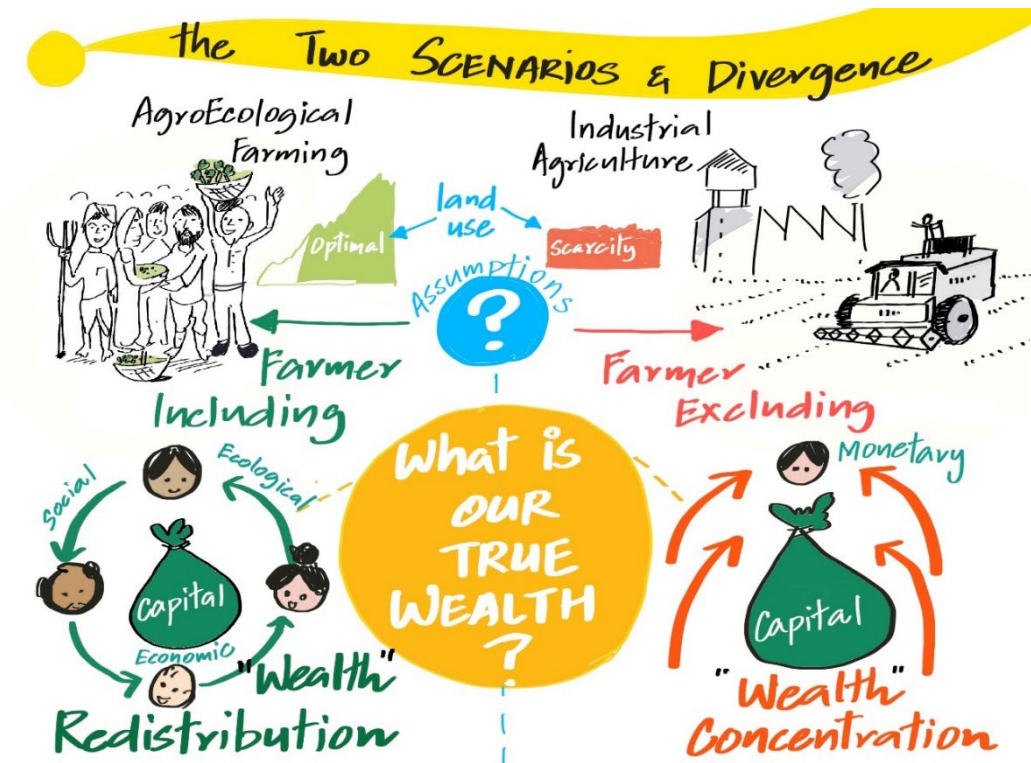 the Two SCENARIOS & Divergence
AgroEcological
Farming
Industrial
Agriculture
land
use
Optimal
Scarcity
Assumptions
?
Farmer
Including
Farmer
Excluding
What is
OUR
TRUE
WEALTH
?
Social
Ecological
Capital
Economic
"Wealth"
Redistribution
Monetary
Capital
"Wealth"
Concentration